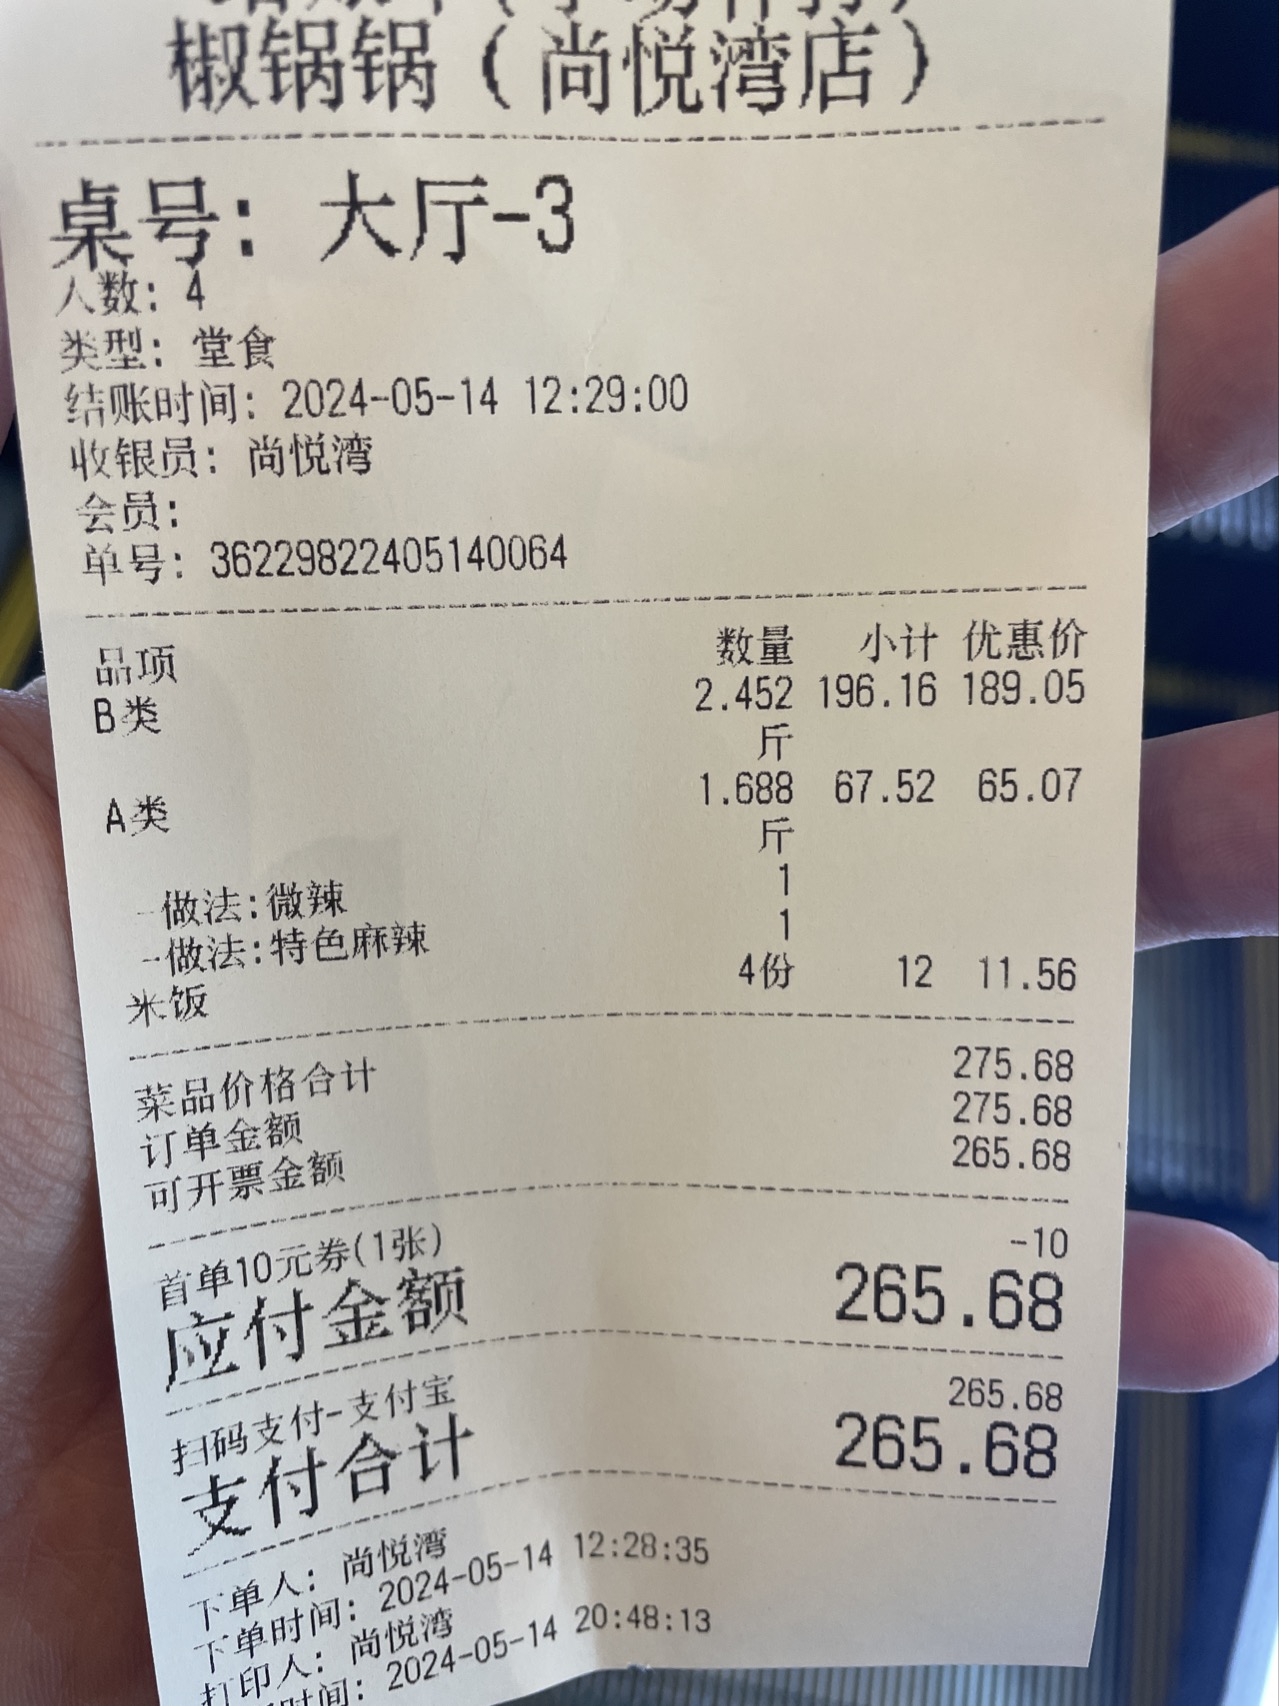 椒锅锅（尚悦湾店）
桌号：大厅-3
人数：4
类型：堂食
结账时间：2024-05-14 12:29:00
收银员：尚悦湾
会员：
单号：36229822405140064
品项 数量 小计 优惠价
B类 2.452 196.16 189.05
斤
A类 1.688 67.52 65.07
斤
-做法:微辣 1
-做法:特色麻辣 1
米饭 4份 12 11.56
菜品价格合计 275.68
订单金额 275.68
可开票金额 265.68
首单10元券(1张) -10
应付金额 265.68
扫码支付-支付宝 265.68
支付合计 265.68
下单人：尚悦湾
下单时间：2024-05-14 12:28:35
打印人：尚悦湾
时间：2024-05-14 20:48:13